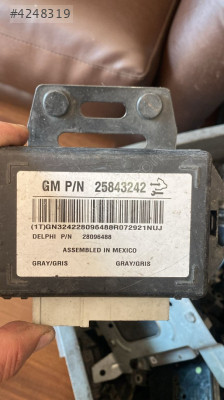 #4248319
GM P/N 25843242
(1T)GN324228096488R072921NUJ
DELPHI P/N 28096488
ASSEMBLED IN MEXICO
GRAY/GRIS GRAY/GRIS